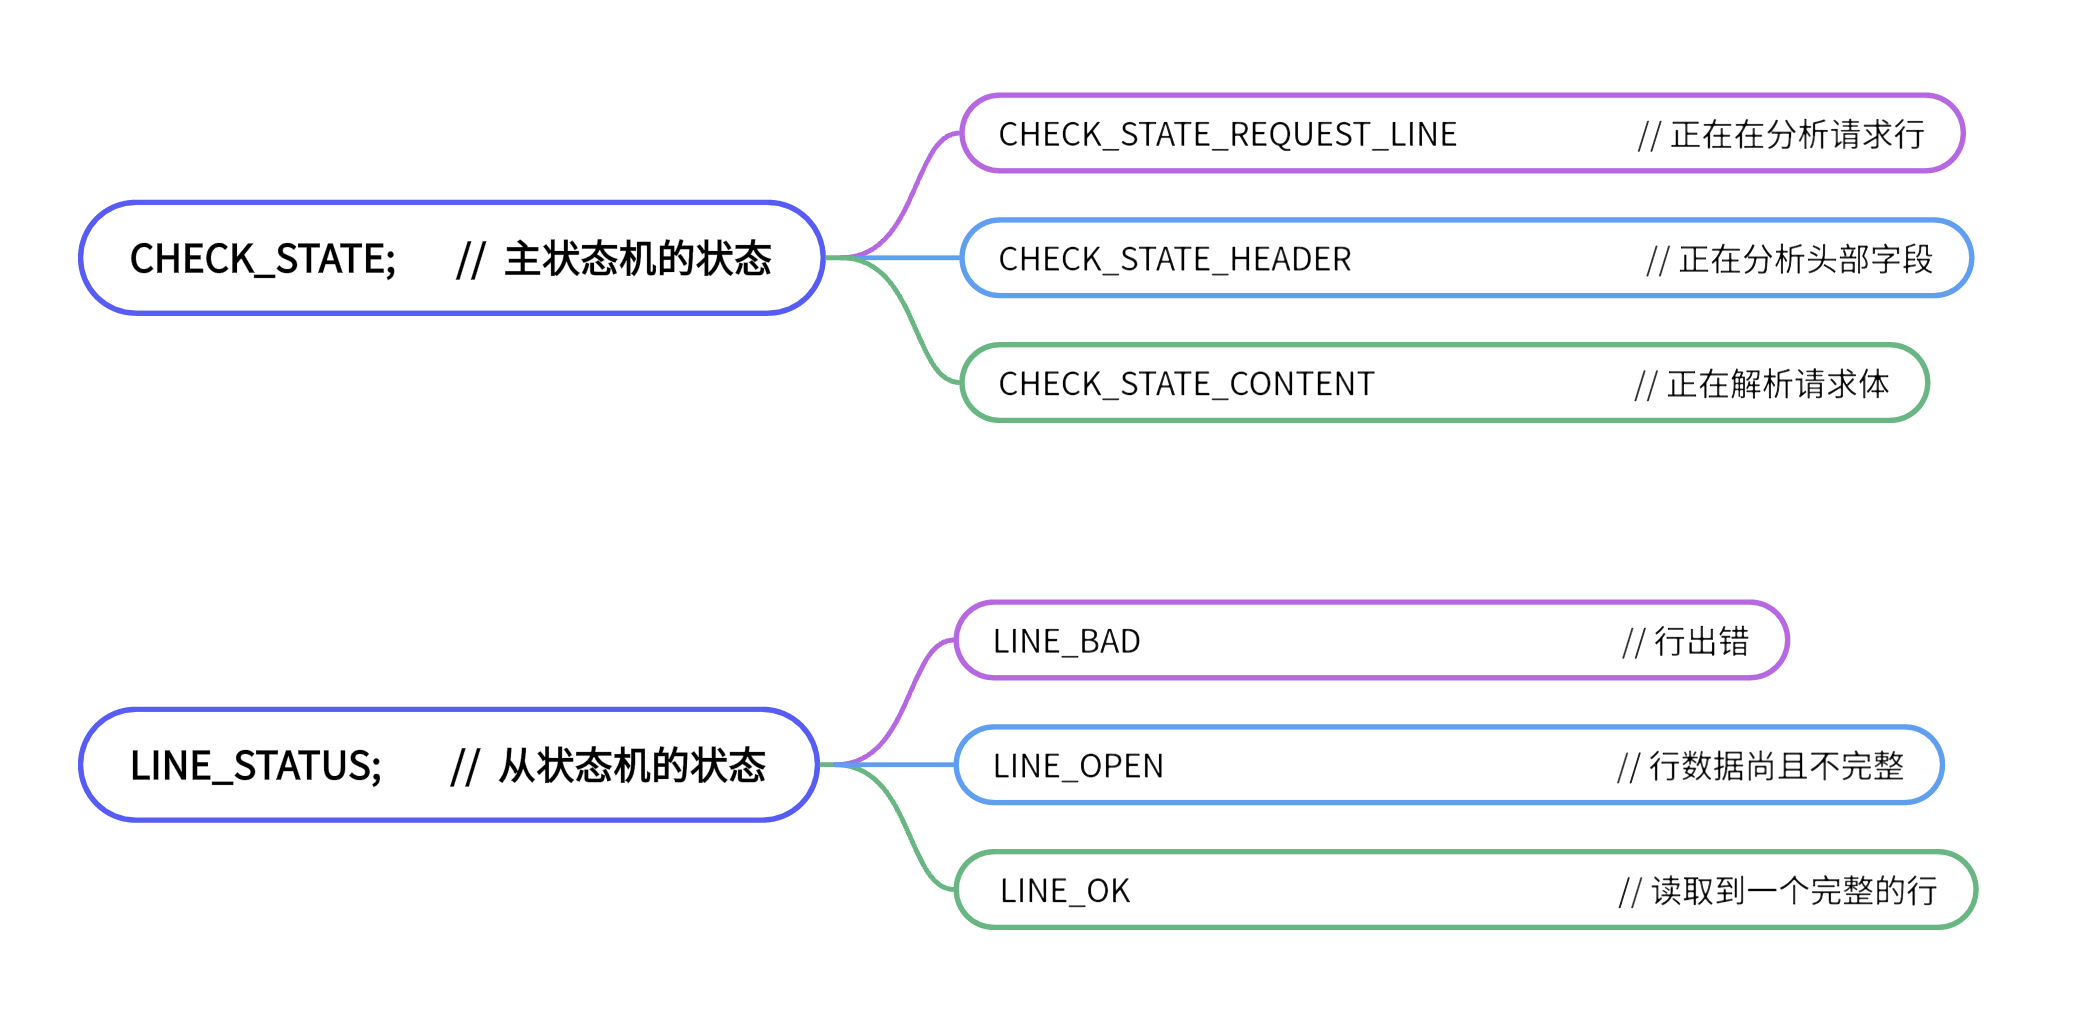 CHECK_STATE_REQUEST_LINE // 正在在分析请求行
CHECK_STATE; // 主状态机的状态
CHECK_STATE_HEADER // 正在分析头部字段
CHECK_STATE_CONTENT // 正在解析请求体
LINE_BAD // 行出错
LINE_STATUS; // 从状态机的状态
LINE_OPEN // 行数据尚且不完整
LINE_OK // 读取到一个完整的行